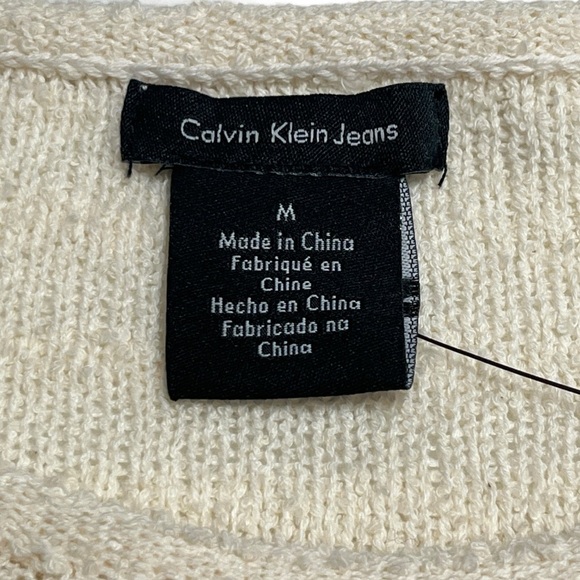 Calvin Klein Jeans
M
Made in China
Fabriqué en
Chine
Hecho en China
Fabricado na
China